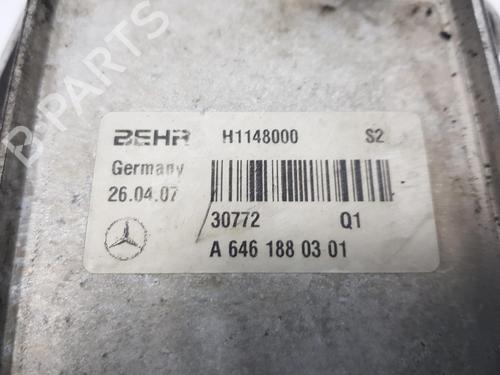 BEHR H1148000 S2
Germany
26.04.07
30772 Q1
A 646 188 03 01
B-PARTS